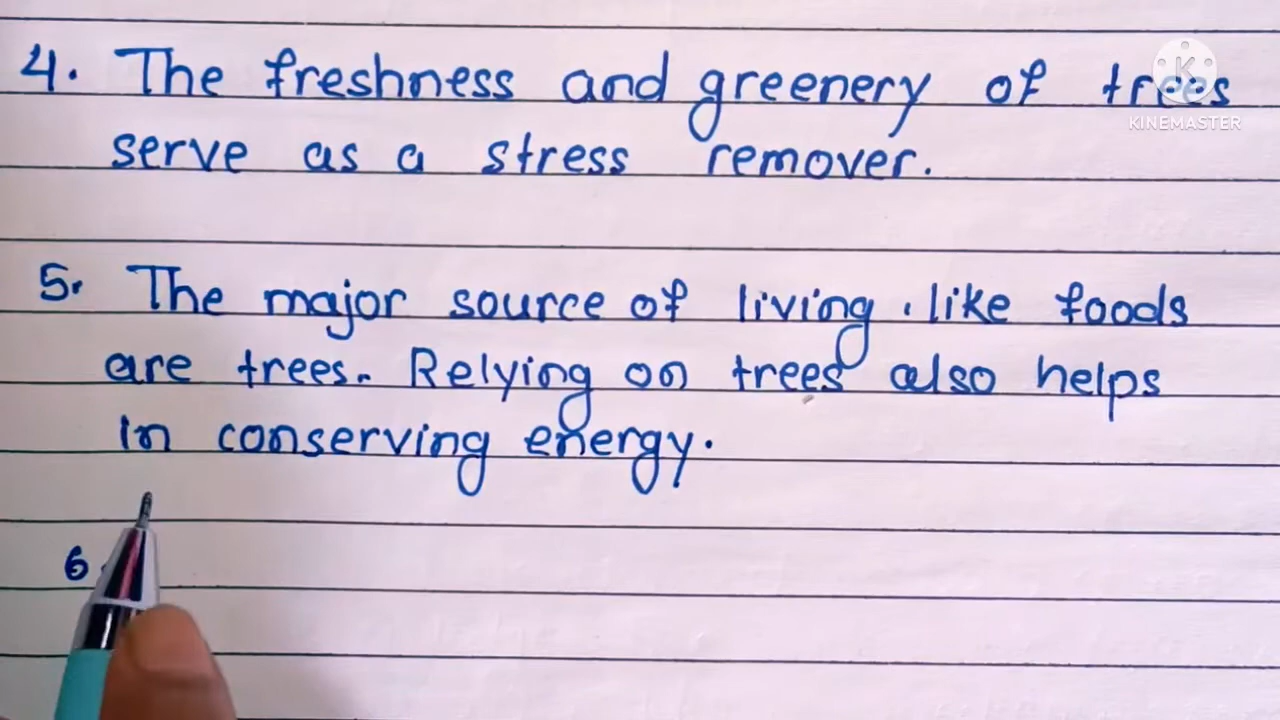 4. The freshness and greenery of trees
K
KINEMASTER
serve as a stress remover.
5. The major source of living , like foods
are trees. Relying on trees also helps
in conserving energy.
6.